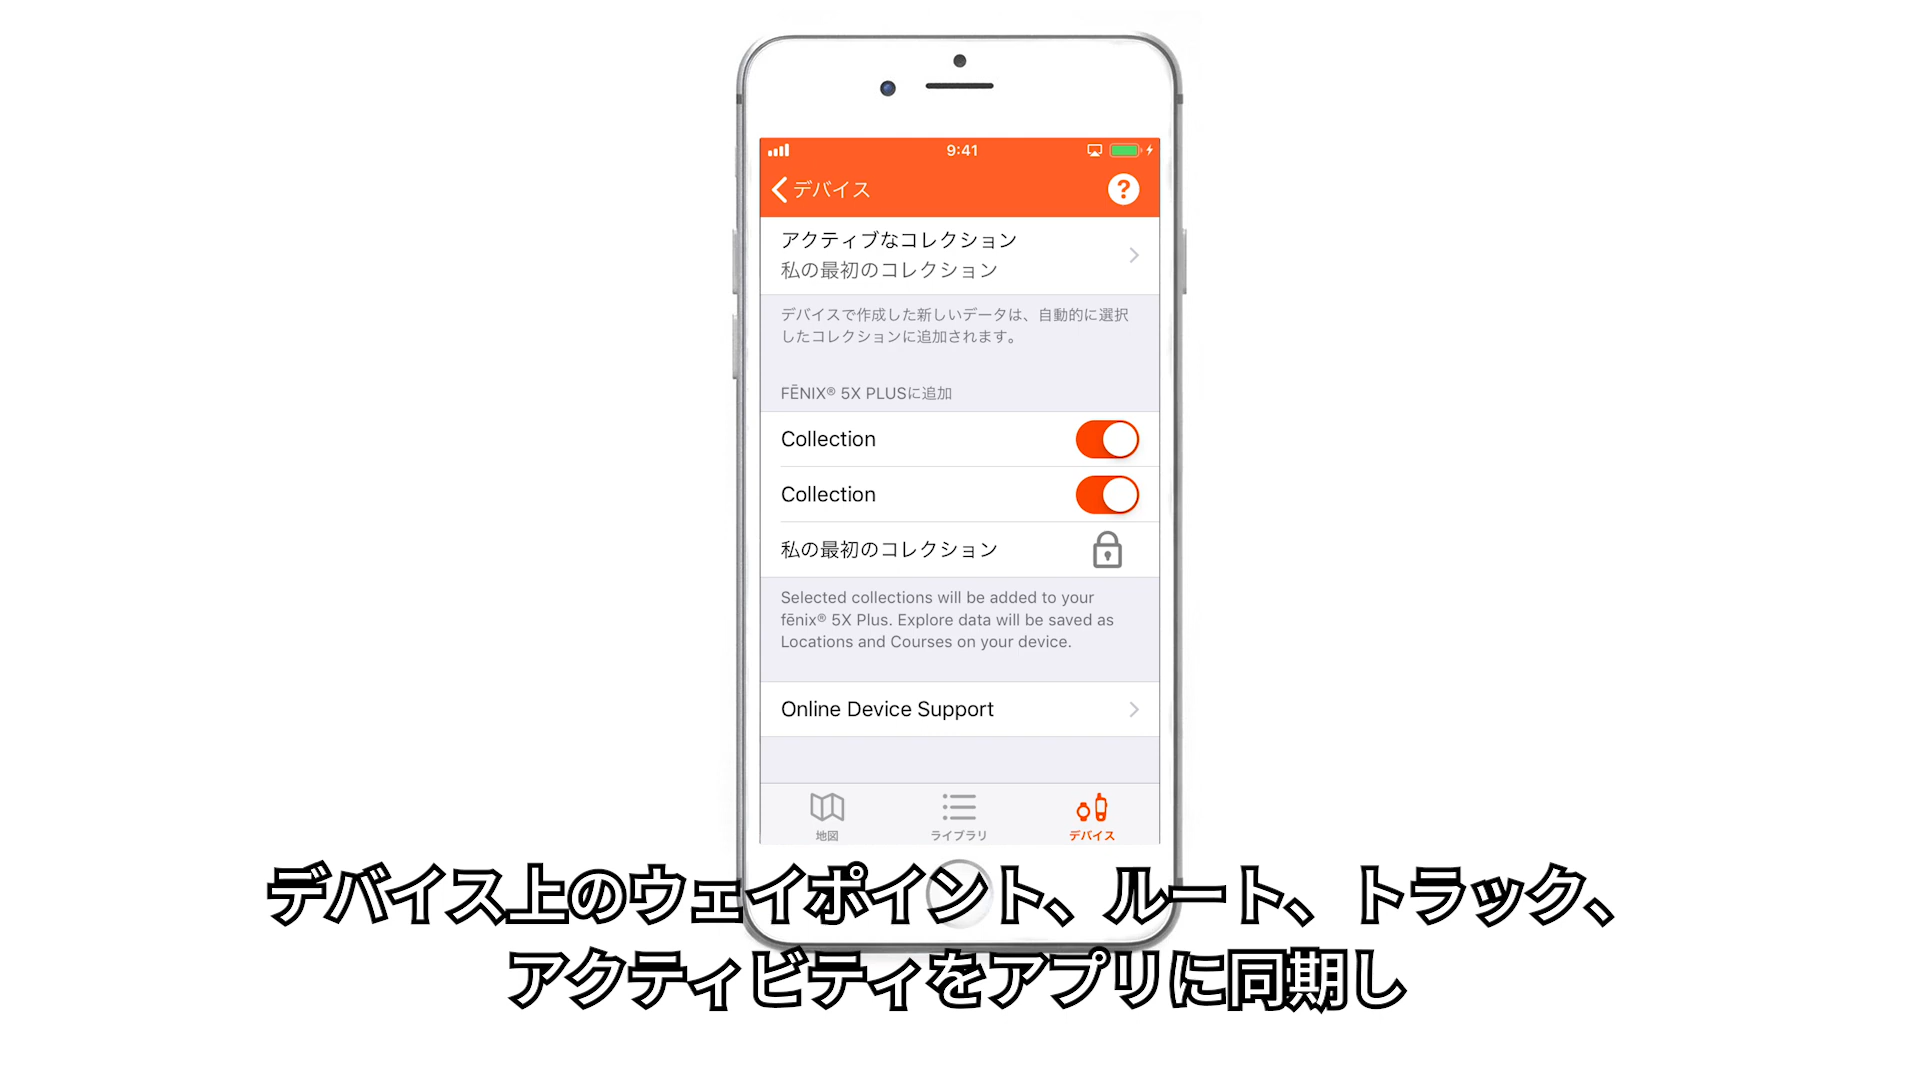 9:41
デバイス
?
アクティブなコレクション
私の最初のコレクション
デバイスで作成した新しいデータは、自動的に選択
したコレクションに追加されます。
FĒNIX® 5X PLUSに追加
Collection
Collection
私の最初のコレクション
Selected collections will be added to your
fēnix® 5X Plus. Explore data will be saved as
Locations and Courses on your device.
Online Device Support
地図
ライブラリ
デバイス
デバイス上のウェイポイント、ルート、トラック、
アクティビティをアプリに同期し